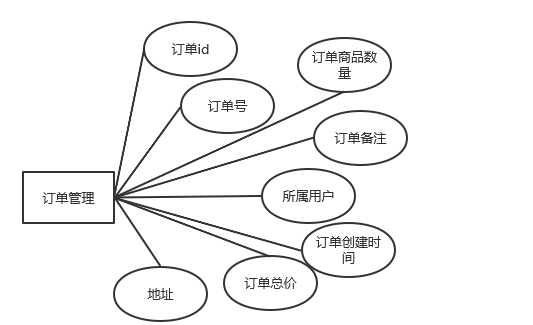 订单id
订单商品数
量
订单号
订单备注
订单管理
所属用户
订单创建时
间
订单总价
地址